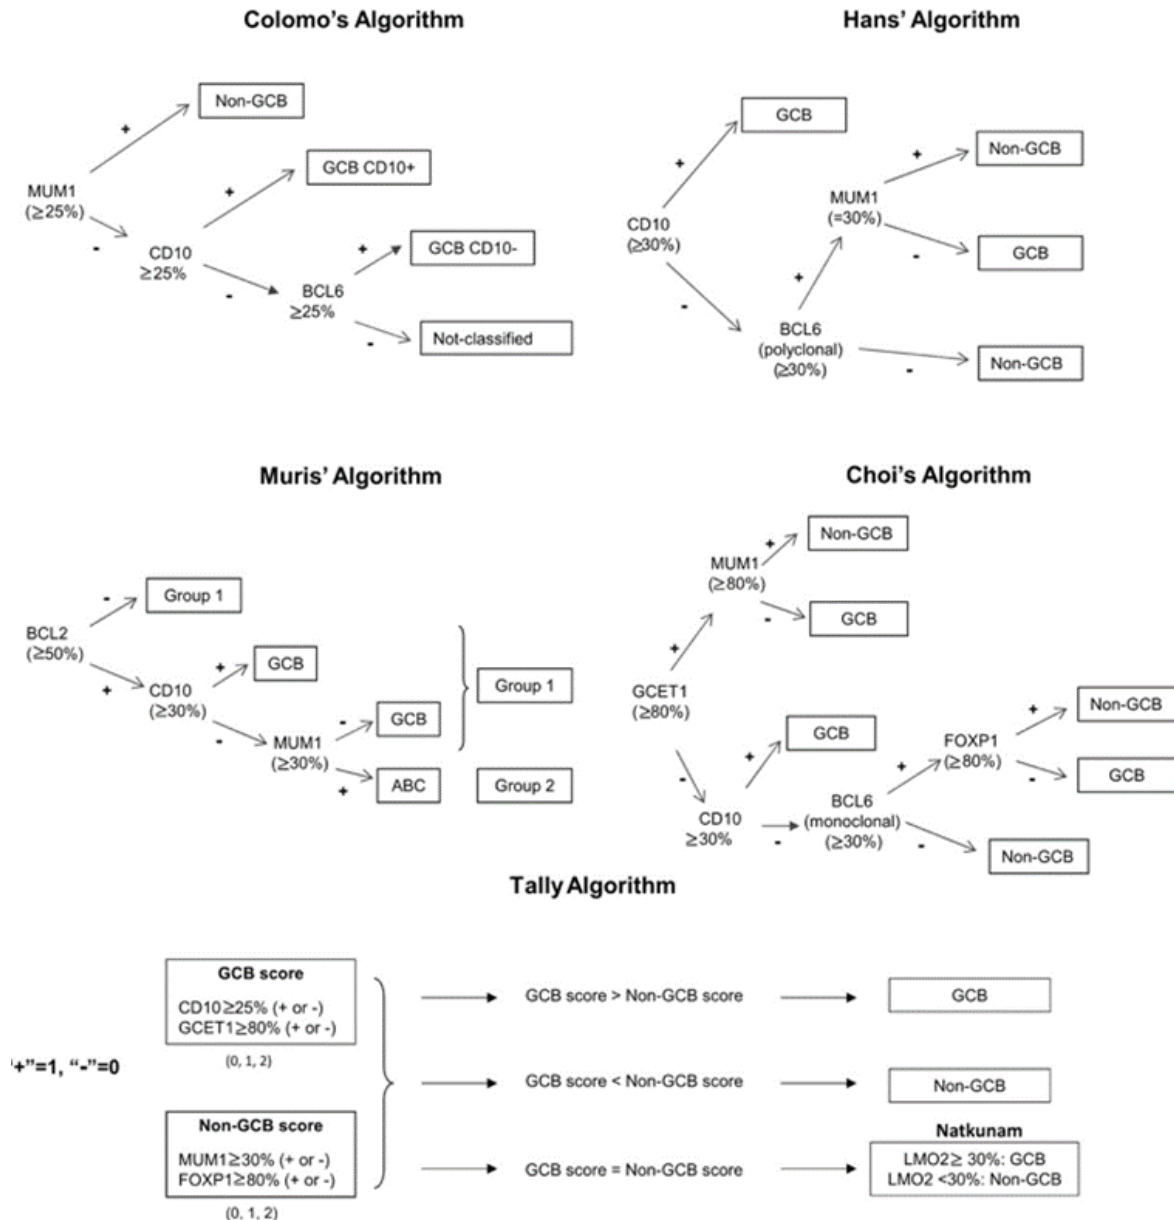 Colomo's Algorithm
Non-GCB
+
MUM1
(≥25%)
GCB CD10+
+
-
CD10
≥25%
+
GCB CD10-
-
BCL6
≥25%
-
Not-classified
Hans' Algorithm
GCB
+
Non-GCB
+
MUM1
(=30%)
CD10
(≥30%)
-
GCB
+
-
BCL6
(polyclonal)
(≥30%)
-
Non-GCB
Muris' Algorithm
-
Group 1
BCL2
(≥50%)
+
GCB
+
CD10
(≥30%)
Group 1
-
-
GCB
MUM1
(≥30%)
+
ABC
Group 2
Choi's Algorithm
+
Non-GCB
MUM1
(≥80%)
-
GCB
+
GCET1
(≥80%)
GCB
+
Non-GCB
+
FOXP1
(≥80%)
-
+
-
GCB
CD10
≥30%
-
BCL6
(monoclonal)
(≥30%)
-
Non-GCB
Tally Algorithm
GCB score
CD10≥25% (+ or -)
GCET1≥80% (+ or -)
(0, 1, 2)
GCB score > Non-GCB score
GCB
"+"=1, "-"=0
GCB score < Non-GCB score
Non-GCB
Non-GCB score
MUM1≥30% (+ or -)
FOXP1≥80% (+ or -)
(0, 1, 2)
GCB score = Non-GCB score
Natkunam
LMO2≥ 30%: GCB
LMO2 <30%: Non-GCB